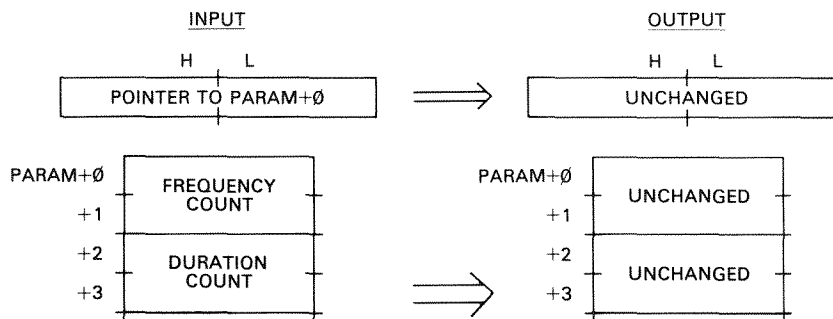 INPUT
H L
POINTER TO PARAM+Ø
PARAM+Ø
+1
+2
+3
FREQUENCY
COUNT
DURATION
COUNT
OUTPUT
H L
UNCHANGED
PARAM+Ø
+1
+2
+3
UNCHANGED
UNCHANGED